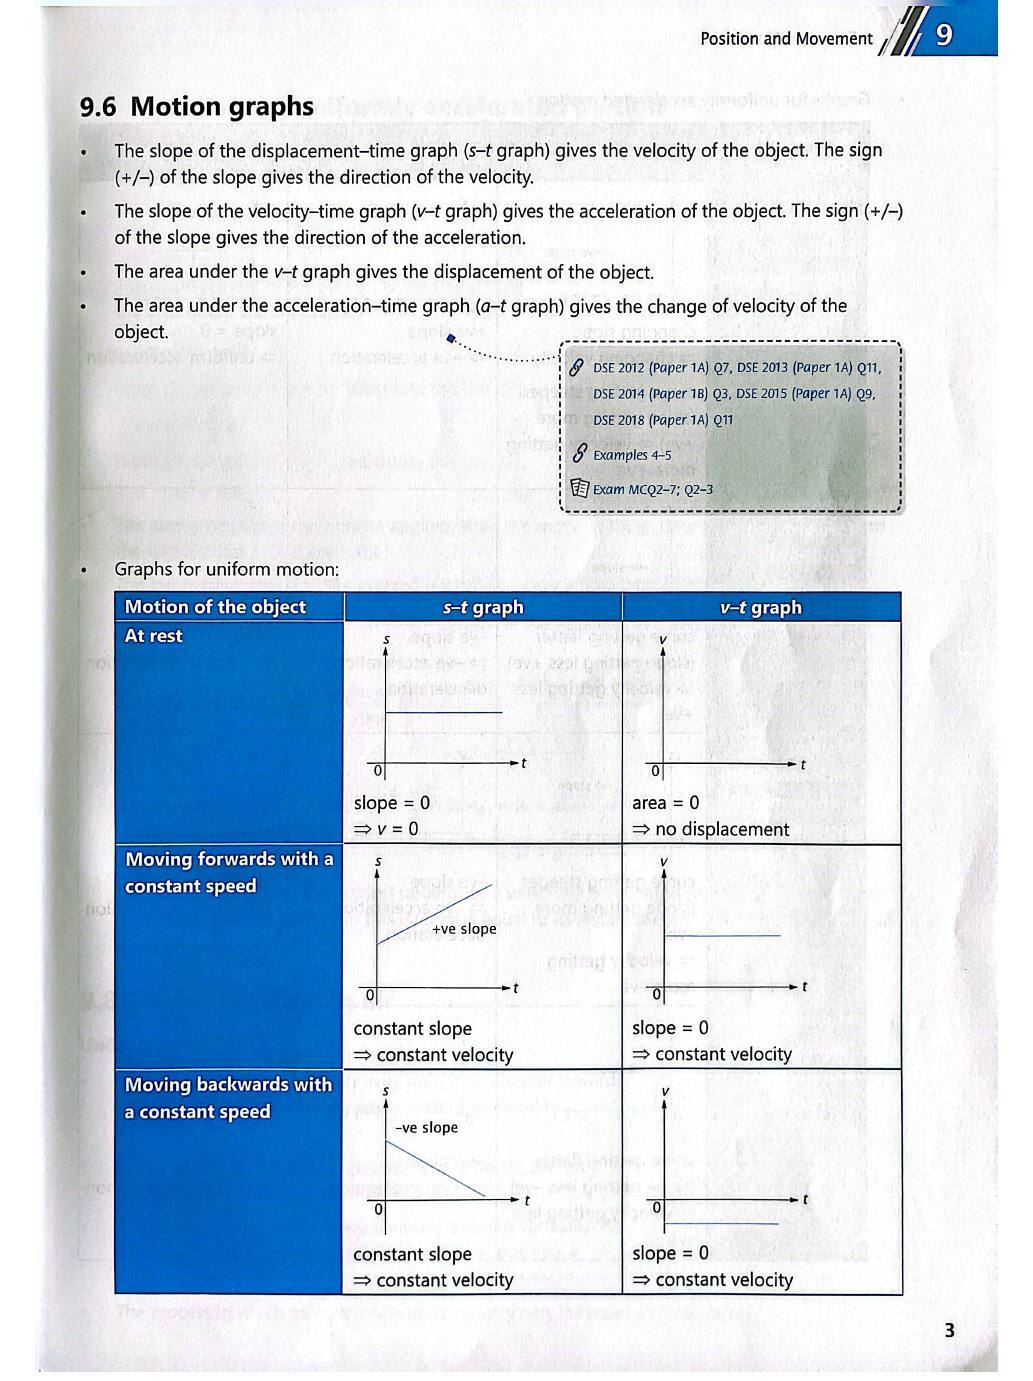 Position and Movement 9
9.6 Motion graphs
• The slope of the displacement–time graph (s–t graph) gives the velocity of the object. The sign
(+/–) of the slope gives the direction of the velocity.
• The slope of the velocity–time graph (v–t graph) gives the acceleration of the object. The sign (+/–)
of the slope gives the direction of the acceleration.
• The area under the v–t graph gives the displacement of the object.
• The area under the acceleration–time graph (a–t graph) gives the change of velocity of the
object.
DSE 2012 (Paper 1A) Q7, DSE 2013 (Paper 1A) Q11,
DSE 2014 (Paper 1B) Q3, DSE 2015 (Paper 1A) Q9,
DSE 2018 (Paper 1A) Q11
Examples 4–5
Exam MCQ2–7; Q2–3
• Graphs for uniform motion:
Motion of the object s–t graph v–t graph
At rest
s
0
t
slope = 0
⇒ v = 0
v
0
t
area = 0
⇒ no displacement
Moving forwards with a
constant speed
s
+ve slope
0
t
constant slope
⇒ constant velocity
v
0
t
slope = 0
⇒ constant velocity
Moving backwards with
a constant speed
s
-ve slope
0
t
constant slope
⇒ constant velocity
v
0
t
slope = 0
⇒ constant velocity
3